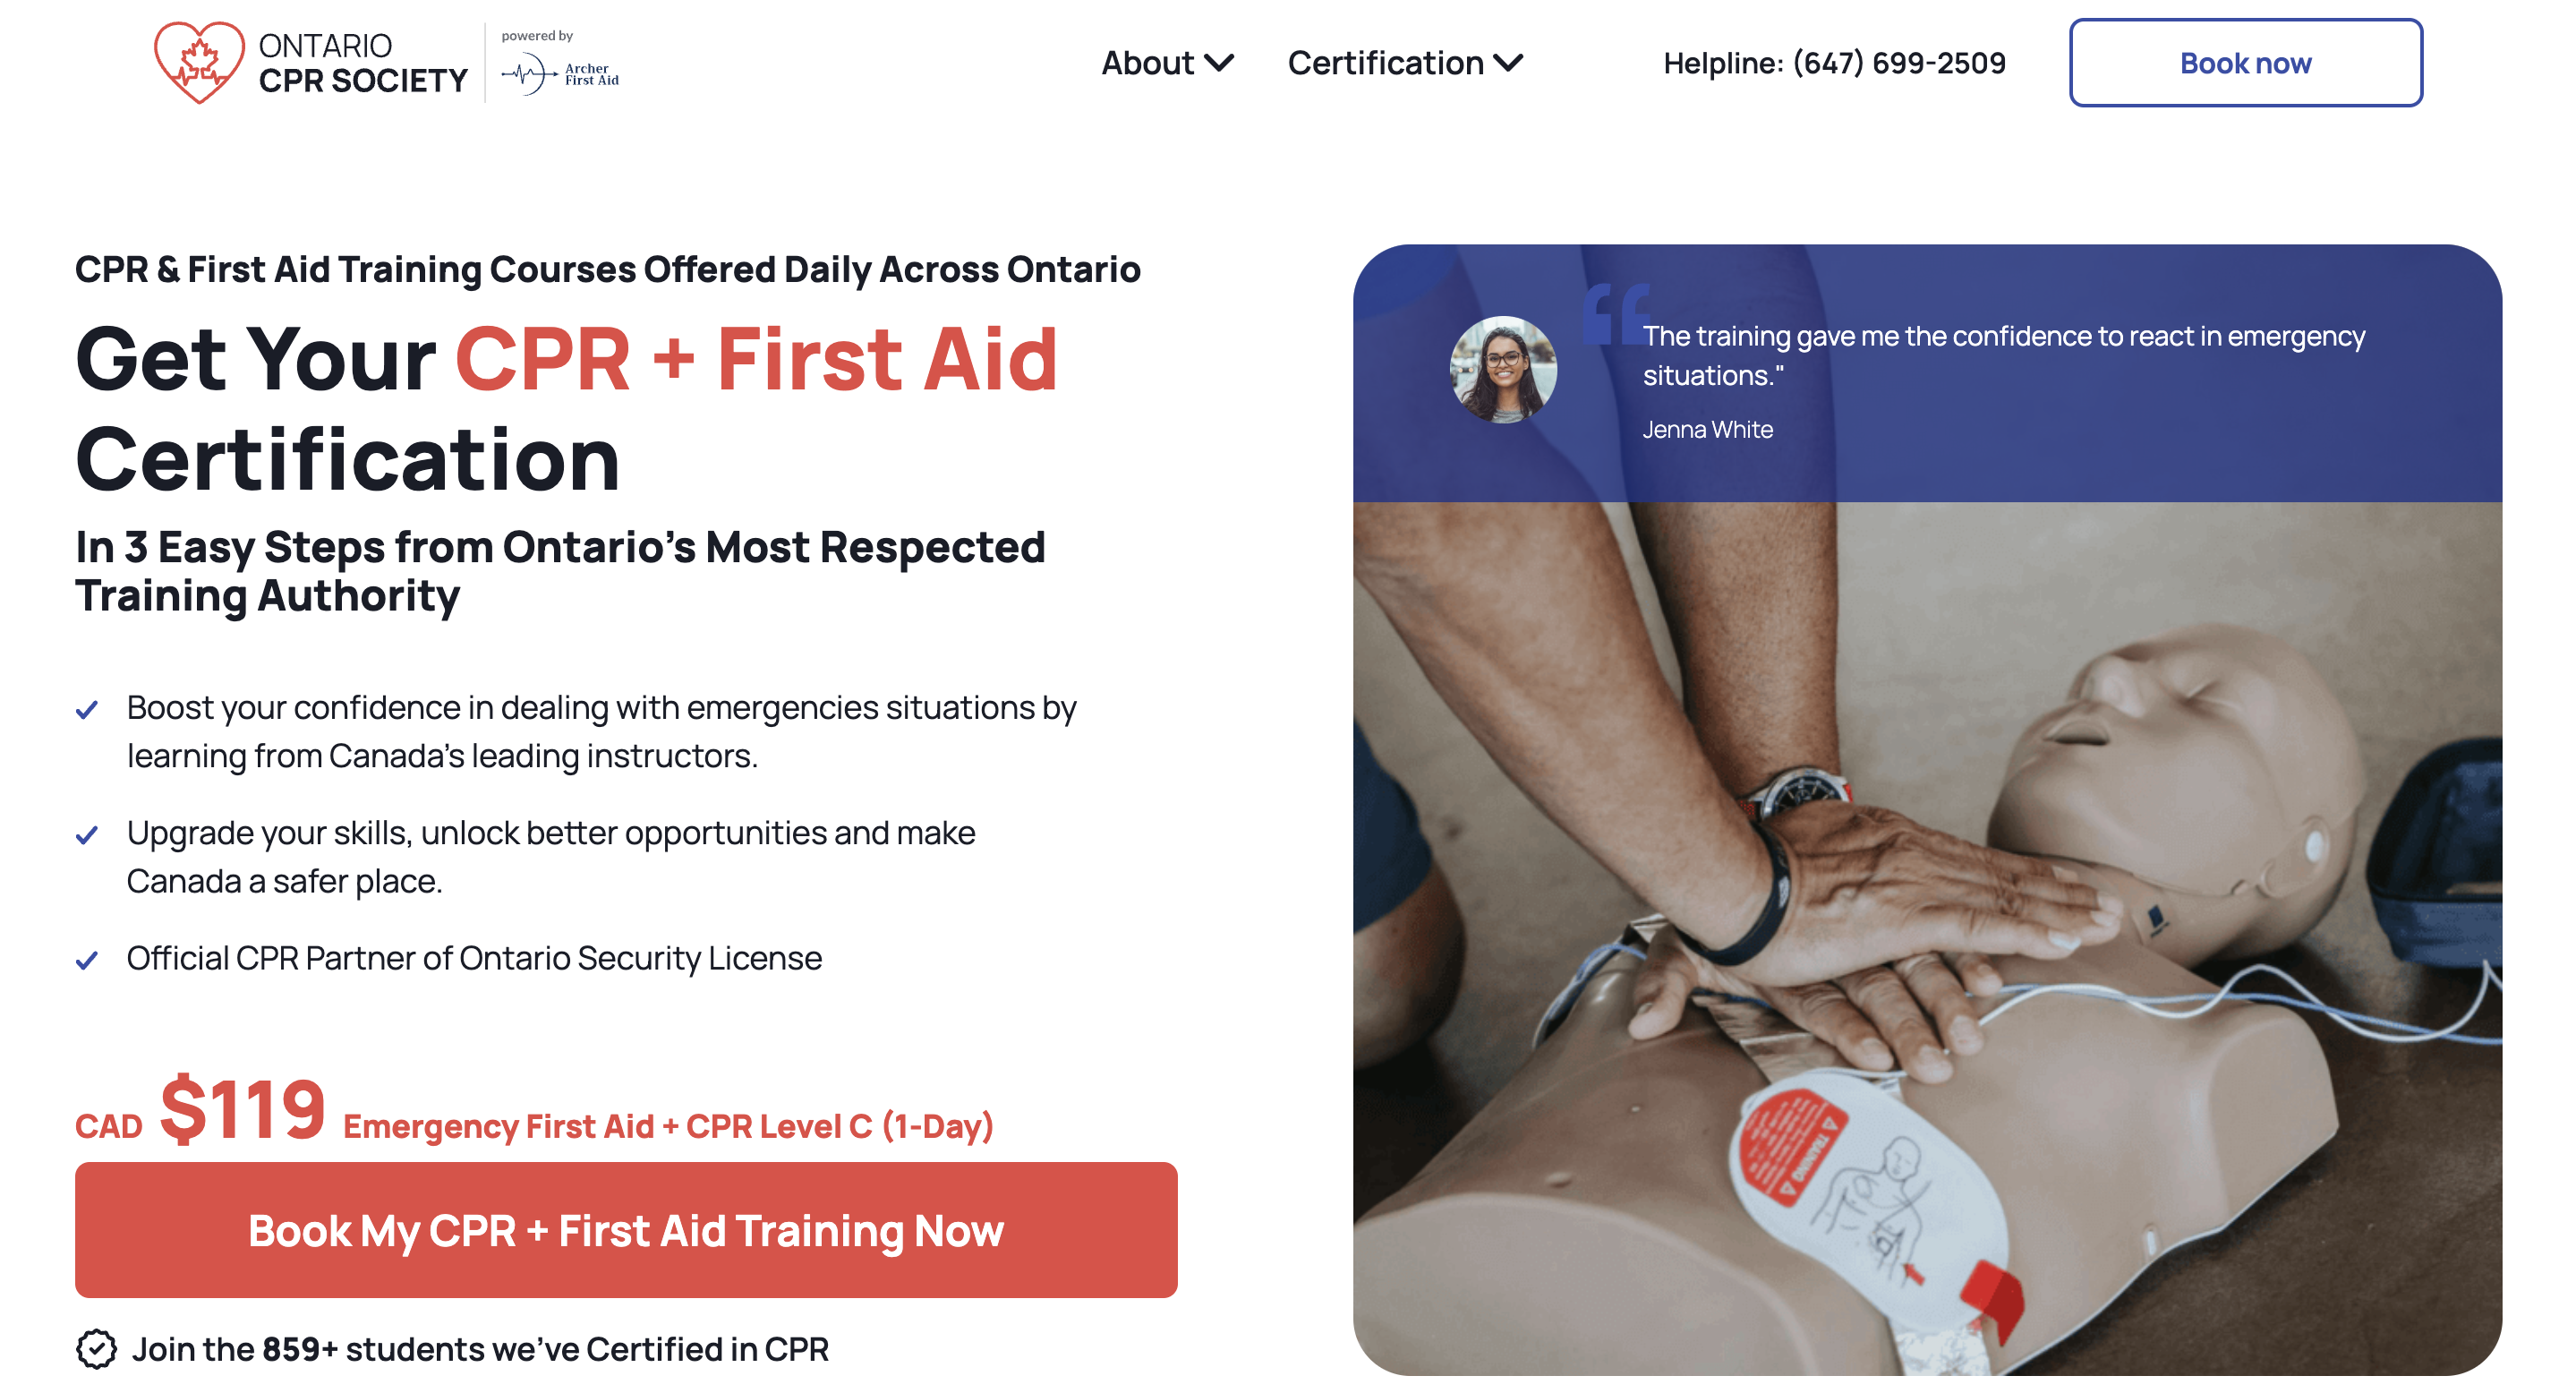 ONTARIO
CPR SOCIETY
powered by
Archer
First Aid
About
Certification
Helpline: (647) 699-2509
Book now
CPR & First Aid Training Courses Offered Daily Across Ontario
Get Your CPR + First Aid
Certification
In 3 Easy Steps from Ontario’s Most Respected
Training Authority
Boost your confidence in dealing with emergencies situations by
learning from Canada’s leading instructors.
Upgrade your skills, unlock better opportunities and make
Canada a safer place.
Official CPR Partner of Ontario Security License
CAD $119 Emergency First Aid + CPR Level C (1-Day)
Book My CPR + First Aid Training Now
Join the 859+ students we’ve Certified in CPR
“The training gave me the confidence to react in emergency
situations."
Jenna White
TRAINING